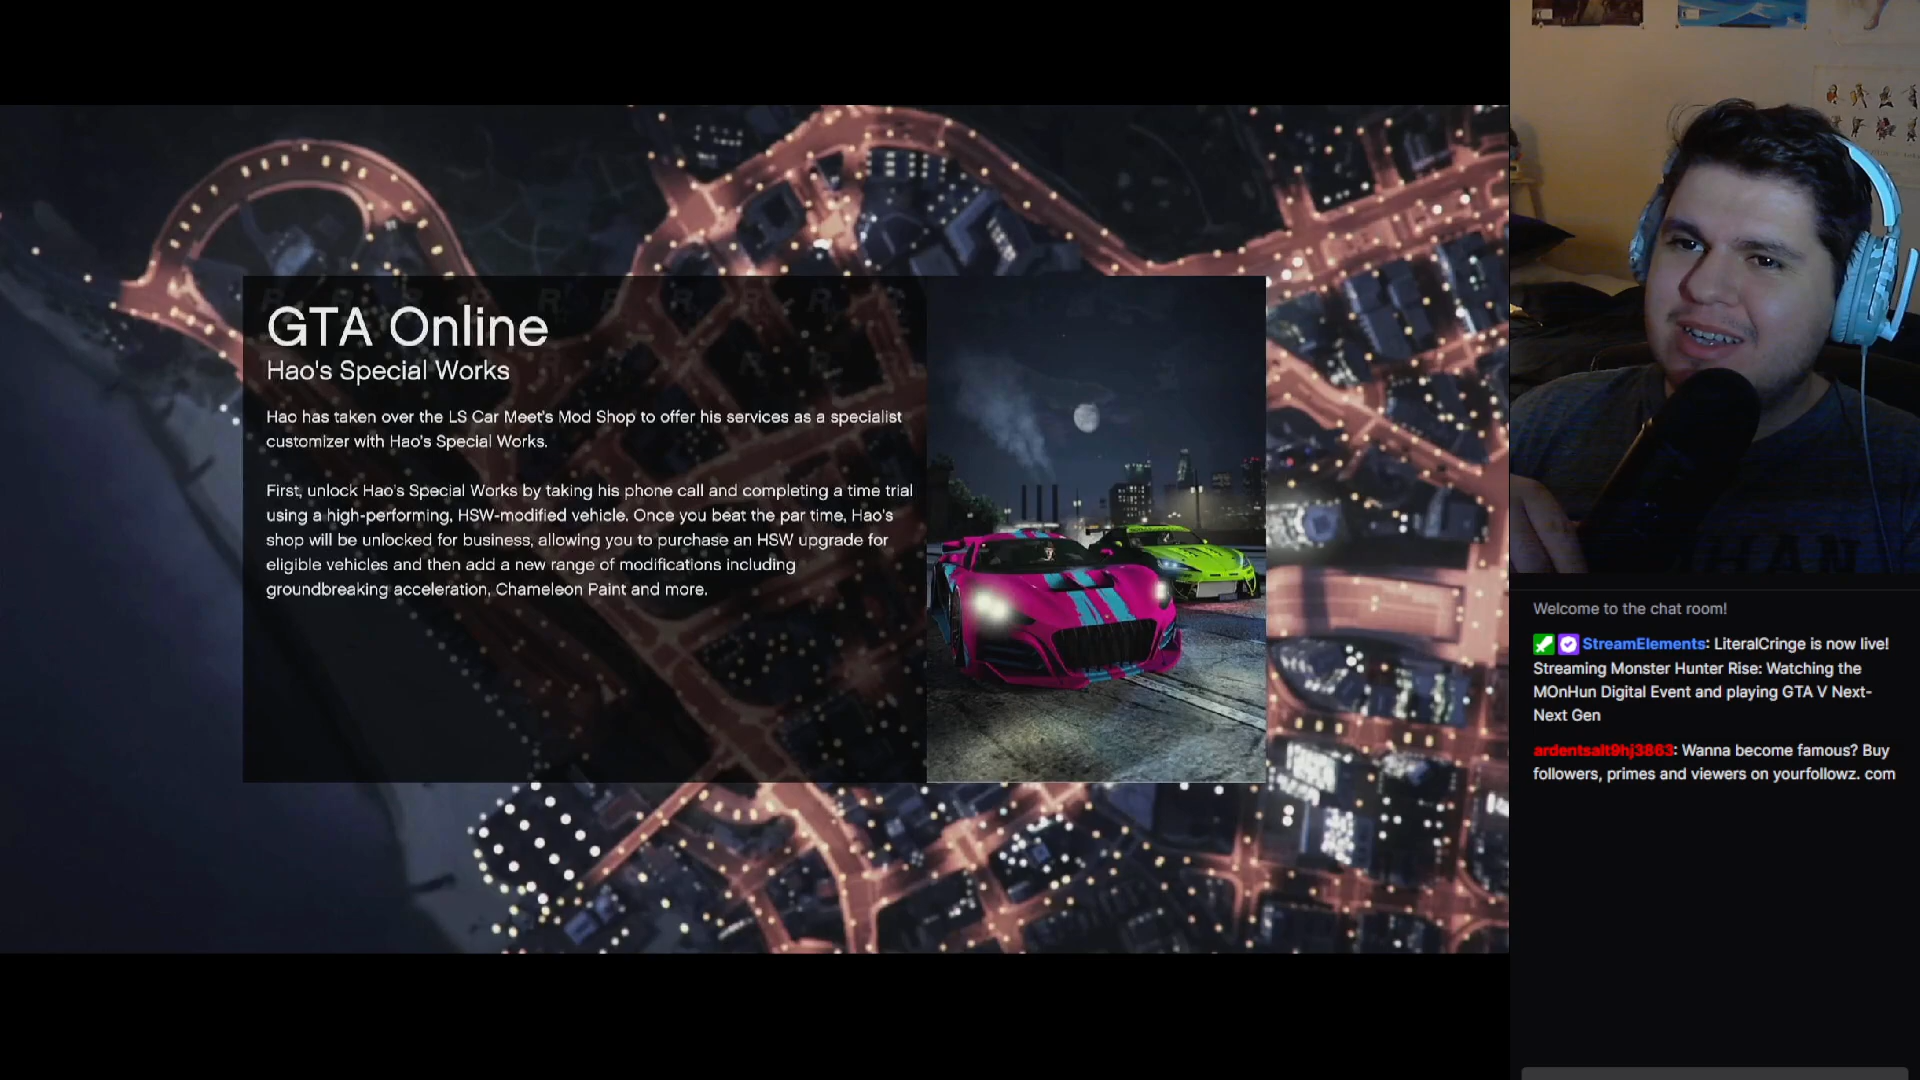 GTA Online
Hao's Special Works
Hao has taken over the LS Car Meet's Mod Shop to offer his services as a specialist
customizer with Hao's Special Works.
First, unlock Hao's Special Works by taking his phone call and completing a time trial
using a high-performing, HSW-modified vehicle. Once you beat the par time, Hao's
shop will be unlocked for business, allowing you to purchase an HSW upgrade for
eligible vehicles and then add a new range of modifications including
groundbreaking acceleration, Chameleon Paint and more.
Welcome to the chat room!
StreamElements: LiteralCringe is now live!
Streaming Monster Hunter Rise: Watching the
MOnHun Digital Event and playing GTA V Next-
Next Gen
ardentsalt9hj3863: Wanna become famous? Buy
followers, primes and viewers on yourfollowz. com